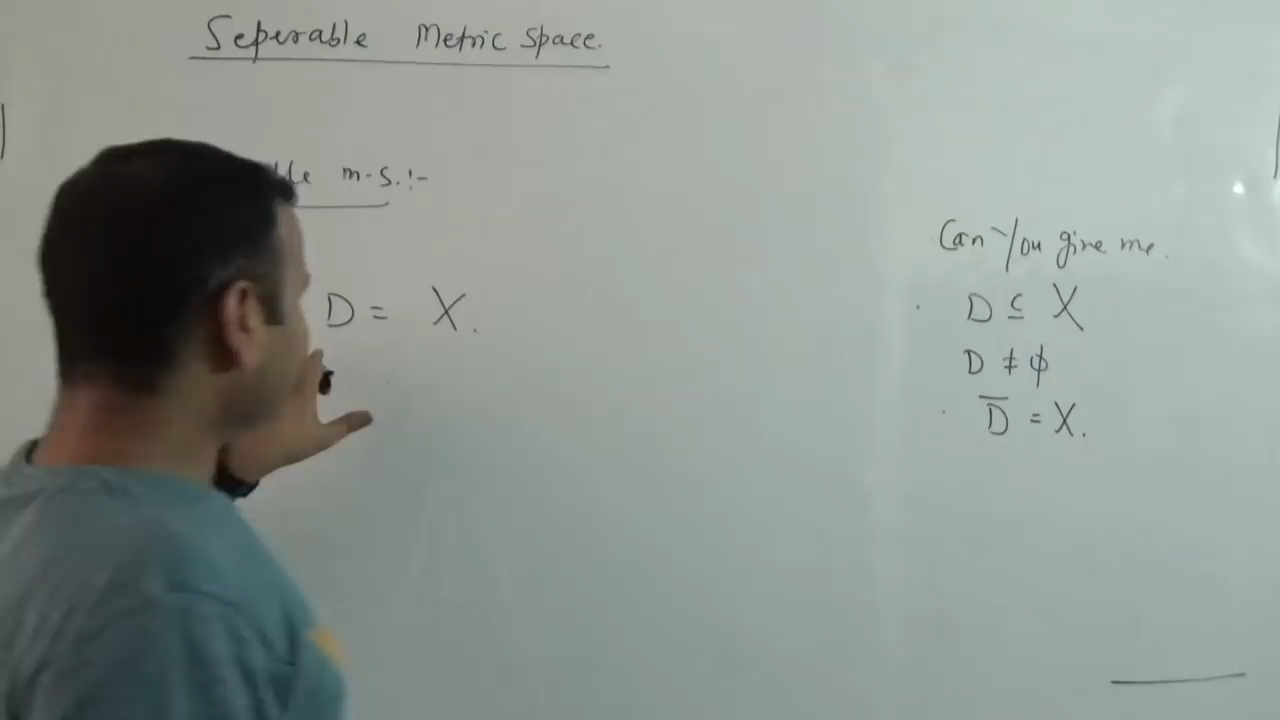 Seperable Metric Space.
m-S.:-
D = X.
Can You give me.
D ⊆ X
D ≠ φ
D̅ = X.